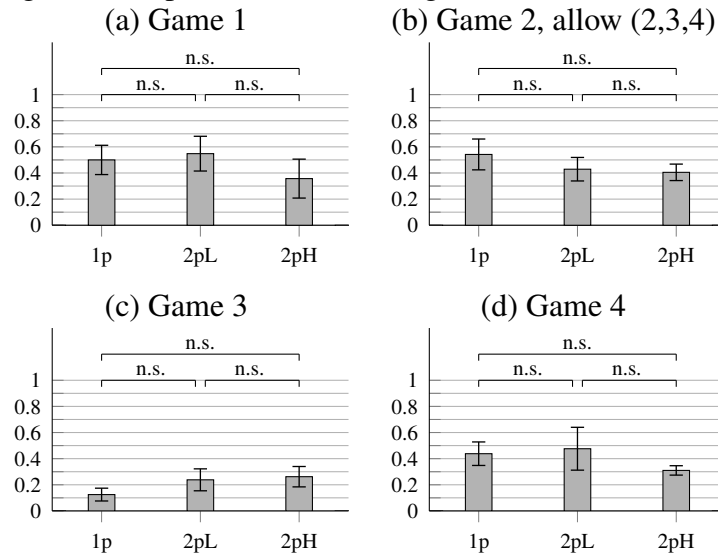 (a) Game 1
n.s.
n.s.
n.s.
1
0.8
0.6
0.4
0.2
0
1p
2pL
2pH
(b) Game 2, allow (2,3,4)
n.s.
n.s.
n.s.
1
0.8
0.6
0.4
0.2
0
1p
2pL
2pH
(c) Game 3
n.s.
n.s.
n.s.
1
0.8
0.6
0.4
0.2
0
1p
2pL
2pH
(d) Game 4
n.s.
n.s.
n.s.
1
0.8
0.6
0.4
0.2
0
1p
2pL
2pH